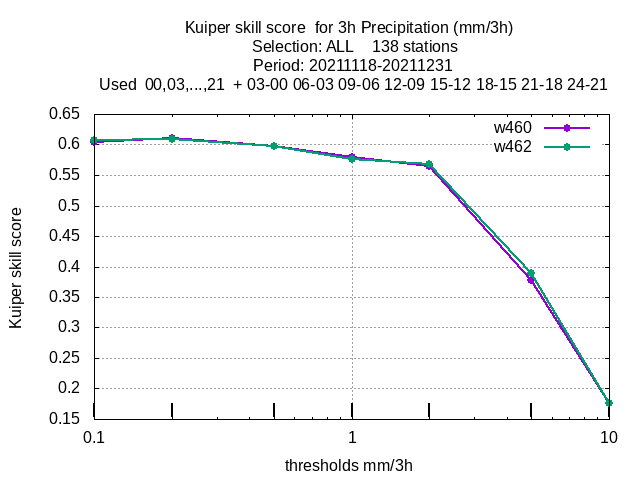 Kuiper skill score  for 3h Precipitation (mm/3h)
Selection: ALL    138 stations
Period: 20211118-20211231
Used  00,03,...,21  + 03-00 06-03 09-06 12-09 15-12 18-15 21-18 24-21
w460
w462
0.65
0.6
0.55
0.5
0.45
0.4
0.35
0.3
0.25
0.2
0.15
Kuiper skill score
0.1 1 10
thresholds mm/3h